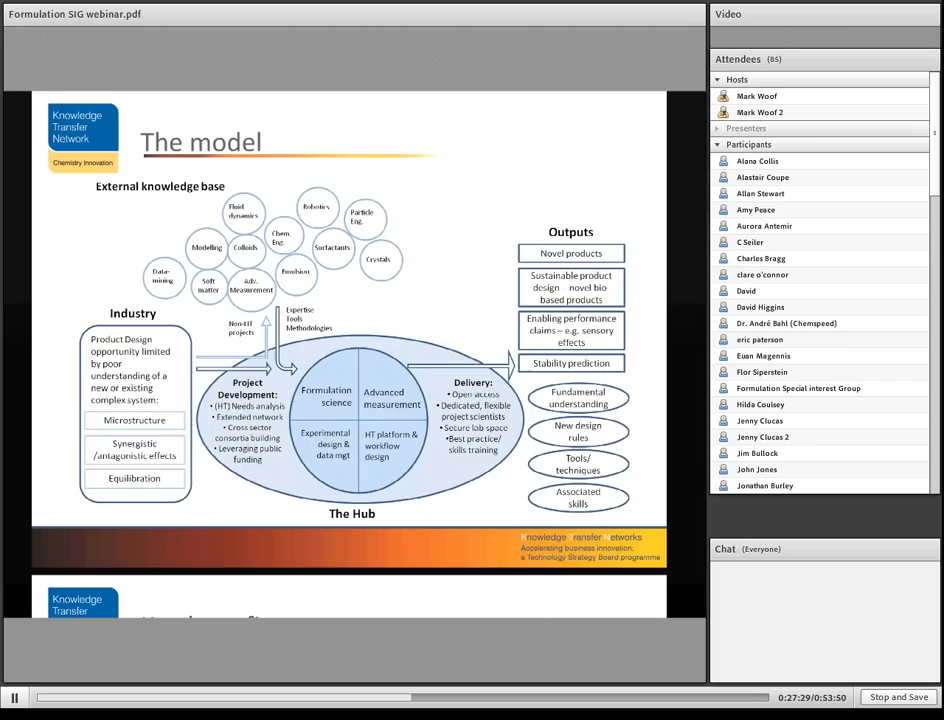 Formulation SIG webinar.pdf
Knowledge
Transfer
Network
Chemistry Innovation
The model
External knowledge base
Fluid
dynamics
Robotics
Particle
Eng.
Chem.
Eng.
Modelling
Colloids
Surfactants
Crystals
Data-
mining
Soft
matter
Adv.
Measurement
Emulsion
Non-HT
projects
Expertise
Tools
Methodologies
Industry
Product Design
opportunity limited
by poor
understanding of a
new or existing
complex system:
Microstructure
Synergistic
/antagonistic effects
Equilibration
Project
Development:
• (HT) Needs analysis
• Extended network
• Cross sector
consortia building
• Leveraging public
funding
Formulation
science
Advanced
measurement
Experimental
design &
data mgt
HT platform &
workflow
design
Delivery:
• Open access
• Dedicated, flexible
project scientists
• Secure lab space
•Best practice/
skills training
The Hub
Outputs
Novel products
Sustainable product
design – novel bio
based products
Enabling performance
claims – e.g. sensory
effects
Stability prediction
Fundamental
understanding
New design
rules
Tools/
techniques
Associated
skills
Knowledge Transfer Networks
Accelerating business innovation;
a Technology Strategy Board programme
Knowledge
Transfer
Video
Attendees (85)
Hosts
Mark Woof
Mark Woof 2
Presenters
Participants
Alana Collis
Alastair Coupe
Allan Stewart
Amy Peace
Aurora Antemir
C Seiler
Charles Bragg
clare o'connor
David
David Higgins
Dr. André Bahl (Chemspeed)
eric paterson
Euan Magennis
Flor Siperstein
Formulation Special interest Group
Hilda Coulsey
Jenny Clucas
Jenny Clucas 2
Jim Bullock
John Jones
Jonathan Burley
Chat (Everyone)
0:27:29/0:53:50
Stop and Save